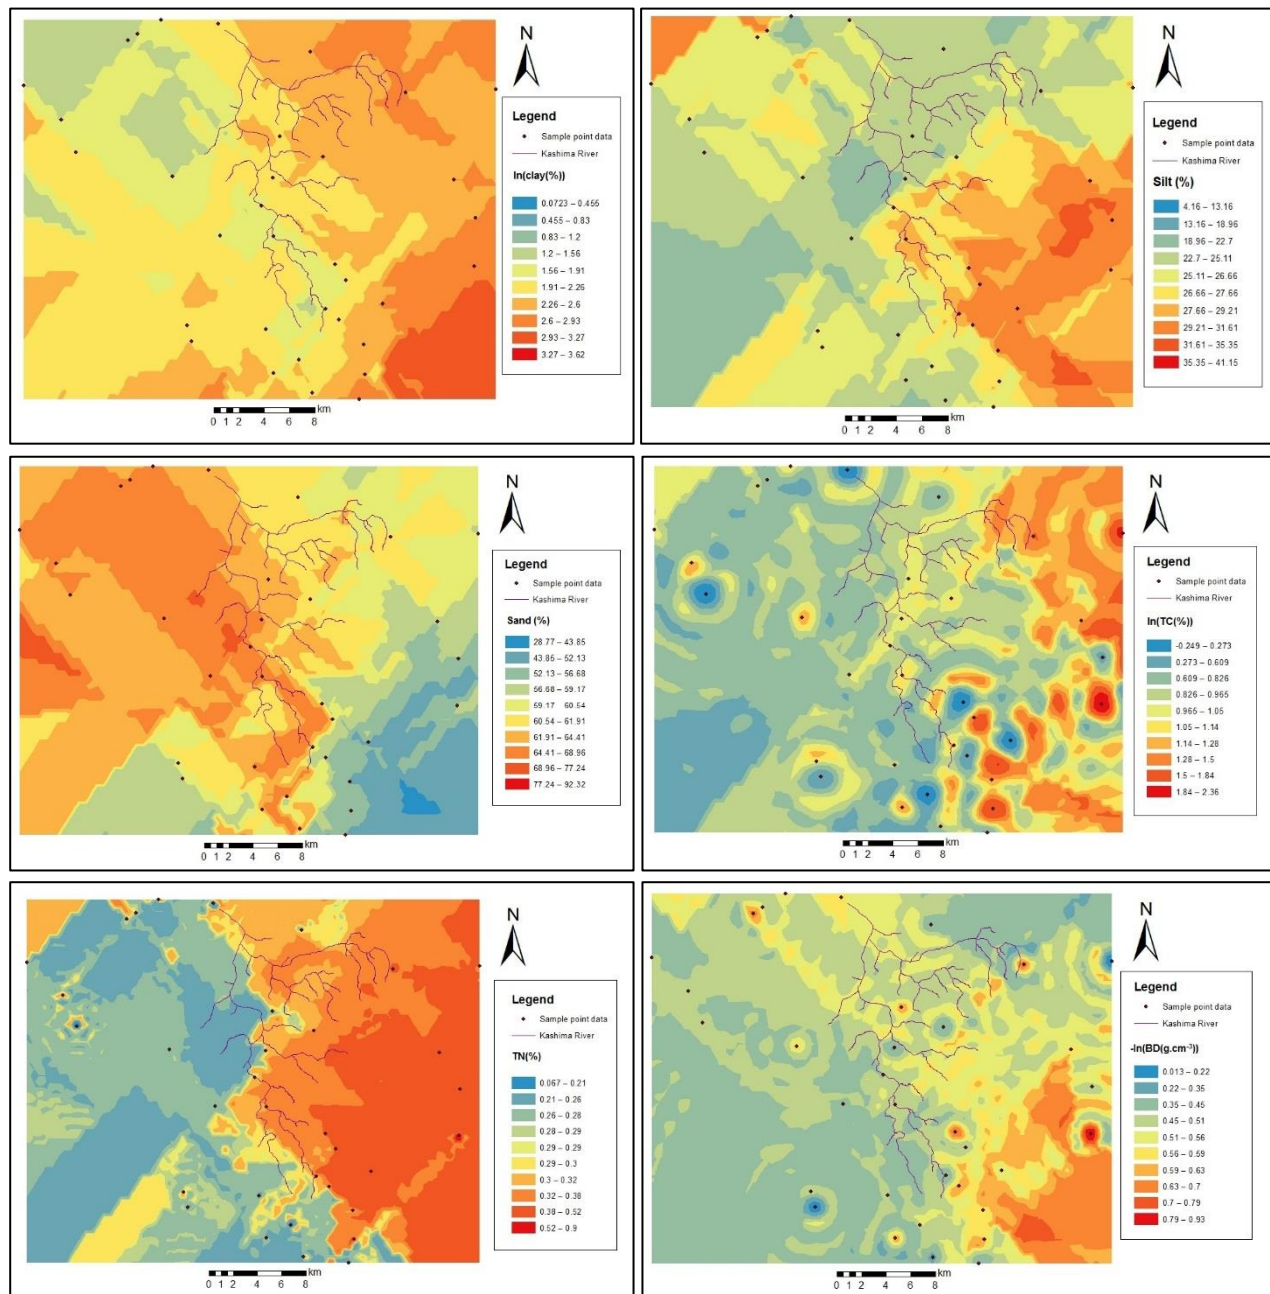 N
Legend
Sample point data
Kashima River
ln(clay(%))
0.0723 – 0.455
0.455 – 0.83
0.83 – 1.2
1.2 – 1.56
1.56 – 1.91
1.91 – 2.26
2.26 – 2.6
2.6 – 2.93
2.93 – 3.27
3.27 – 3.62
km
0 1 2 4 6 8
N
Legend
Sample point data
Kashima River
Silt (%)
4.16 – 13.16
13.16 – 18.96
18.96 – 22.7
22.7 – 25.11
25.11 – 26.66
26.66 – 27.66
27.66 – 29.21
29.21 – 31.61
31.61 – 35.35
35.35 – 41.15
km
0 1 2 4 6 8
N
Legend
Sample point data
Kashima River
Sand (%)
28.77 – 43.85
43.85 – 52.13
52.13 – 56.68
56.68 – 59.17
59.17 60.54
60.54 – 61.91
61.91 – 64.41
64.41 – 68.96
68.96 – 77.24
77.24 – 92.32
km
0 1 2 4 6 8
N
Legend
Sample point data
Kashima River
ln(TC(%))
-0.249 – 0.273
0.273 – 0.609
0.609 – 0.826
0.826 – 0.965
0.965 – 1.05
1.05 – 1.14
1.14 – 1.28
1.28 – 1.5
1.5 – 1.84
1.84 – 2.36
km
0 1 2 4 6 8
N
Legend
Sample point data
Kashima River
TN(%)
0.067 – 0.21
0.21 – 0.26
0.26 – 0.28
0.28 – 0.29
0.29 – 0.29
0.29 – 0.3
0.3 – 0.32
0.32 – 0.38
0.38 – 0.52
0.52 – 0.9
km
0 1 2 4 6 8
N
Legend
Sample point data
Kashima River
-ln(BD(g.cm⁻³))
0.013 – 0.22
0.22 – 0.35
0.35 – 0.45
0.45 – 0.51
0.51 – 0.56
0.56 – 0.59
0.59 – 0.63
0.63 – 0.7
0.7 – 0.79
0.79 – 0.93
km
0 1 2 4 6 8